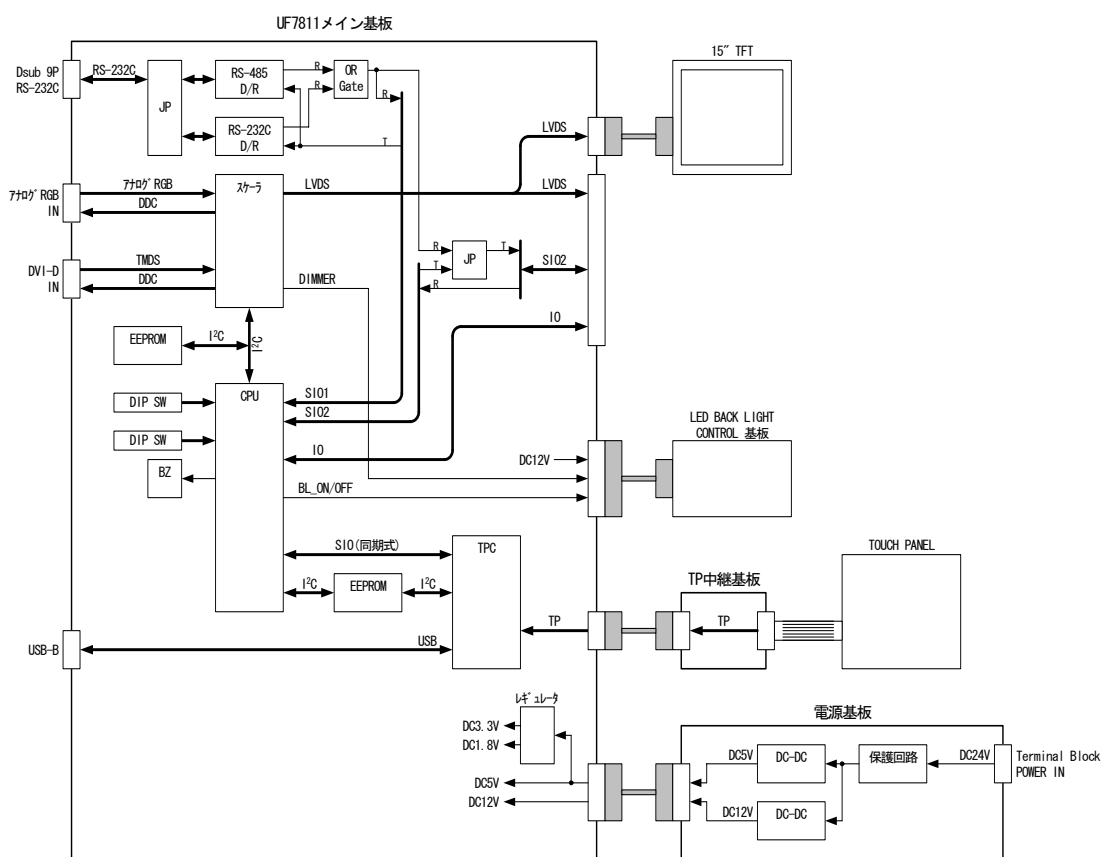 UF7811メイン基板
15″ TFT
Dsub 9P
RS-232C
RS-232C
JP
RS-485
D/R
RS-232C
D/R
R
R
OR
Gate
R
T
LVDS
アナログRGB
IN
アナログRGB
DDC
スケーラ
LVDS
LVDS
DVI-D
IN
TMDS
DDC
DIMMER
R
T
R
JP
T
SIO2
IO
EEPROM
I²C
I²C
CPU
DIP SW
DIP SW
BZ
SIO1
SIO2
IO
BL_ON/OFF
DC12V
LED BACK LIGHT
CONTROL 基板
SIO(同期式)
TPC
I²C
EEPROM
I²C
TOUCH PANEL
TP中継基板
TP
TP
USB-B
USB
レギュレータ
DC3.3V
DC1.8V
DC5V
DC12V
電源基板
DC5V
DC-DC
保護回路
DC24V
Terminal Block
POWER IN
DC12V
DC-DC